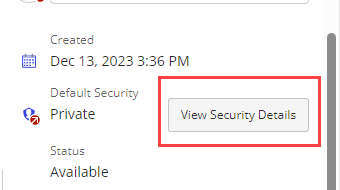 Created
Dec 13, 2023 3:36 PM
Default Security
Private
View Security Details
Status
Available